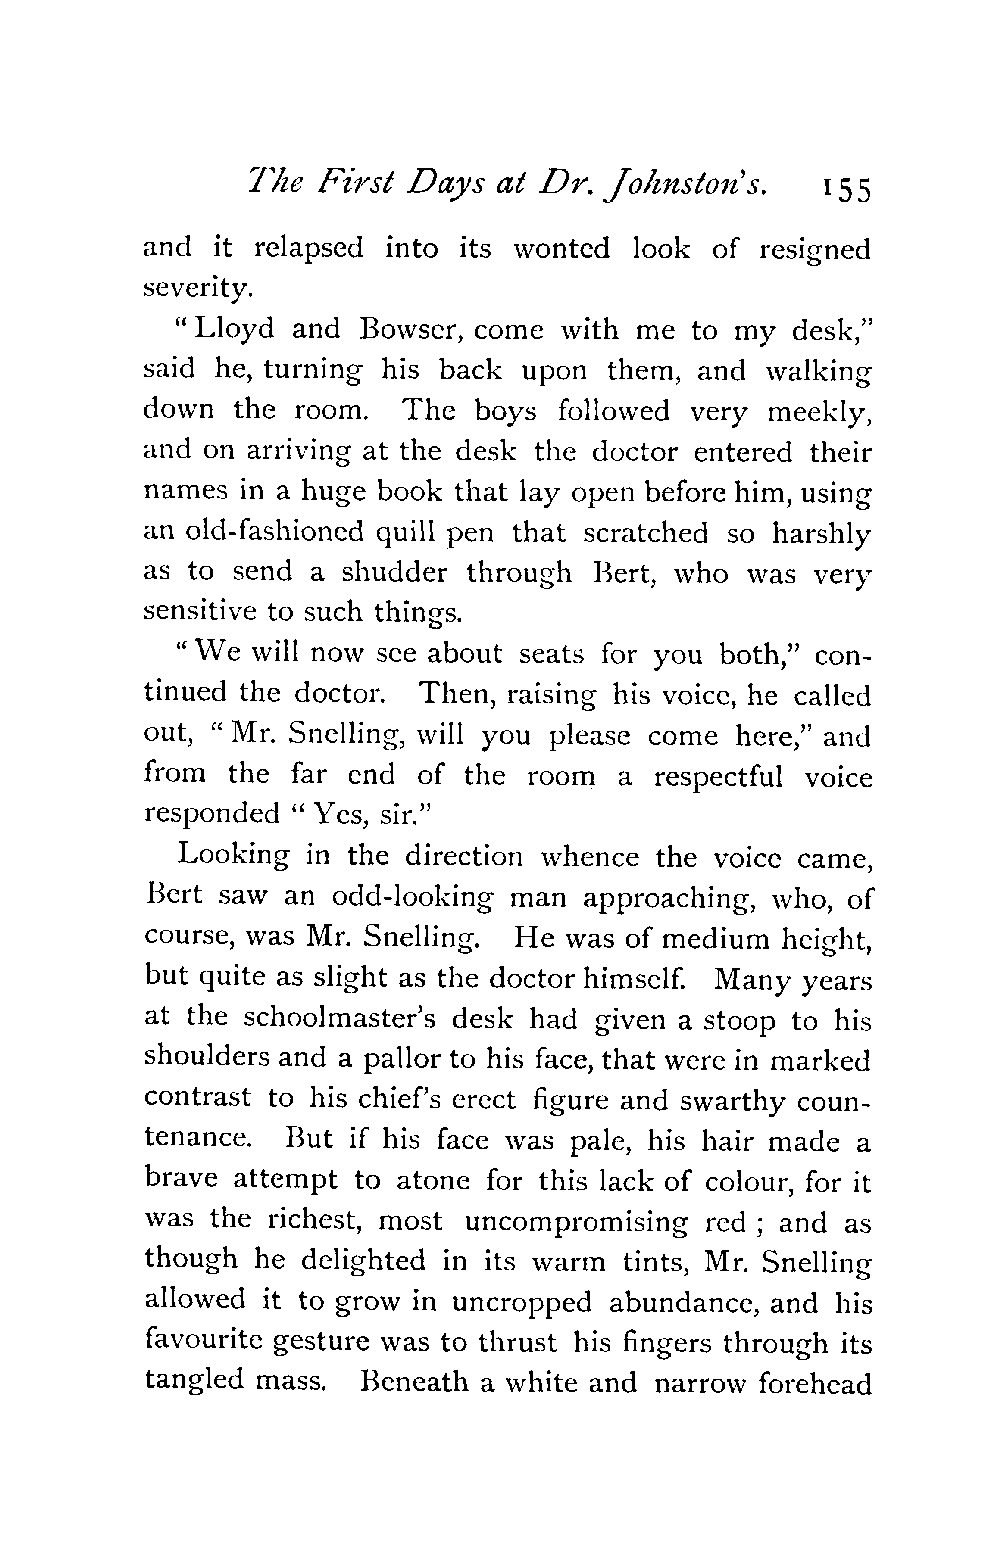 The First Days at Dr. Johnston's. 155
and it relapsed into its wonted look of resigned
severity.
“Lloyd and Bowser, come with me to my desk,”
said he, turning his back upon them, and walking
down the room. The boys followed very meekly,
and on arriving at the desk the doctor entered their
names in a huge book that lay open before him, using
an old-fashioned quill pen that scratched so harshly
as to send a shudder through Bert, who was very
sensitive to such things.
“We will now see about seats for you both,” con-
tinued the doctor. Then, raising his voice, he called
out, “Mr. Snelling, will you please come here,” and
from the far end of the room a respectful voice
responded “Yes, sir.”
Looking in the direction whence the voice came,
Bert saw an odd-looking man approaching, who, of
course, was Mr. Snelling. He was of medium height,
but quite as slight as the doctor himself. Many years
at the schoolmaster's desk had given a stoop to his
shoulders and a pallor to his face, that were in marked
contrast to his chief's erect figure and swarthy coun-
tenance. But if his face was pale, his hair made a
brave attempt to atone for this lack of colour, for it
was the richest, most uncompromising red ; and as
though he delighted in its warm tints, Mr. Snelling
allowed it to grow in uncropped abundance, and his
favourite gesture was to thrust his fingers through its
tangled mass. Beneath a white and narrow forehead